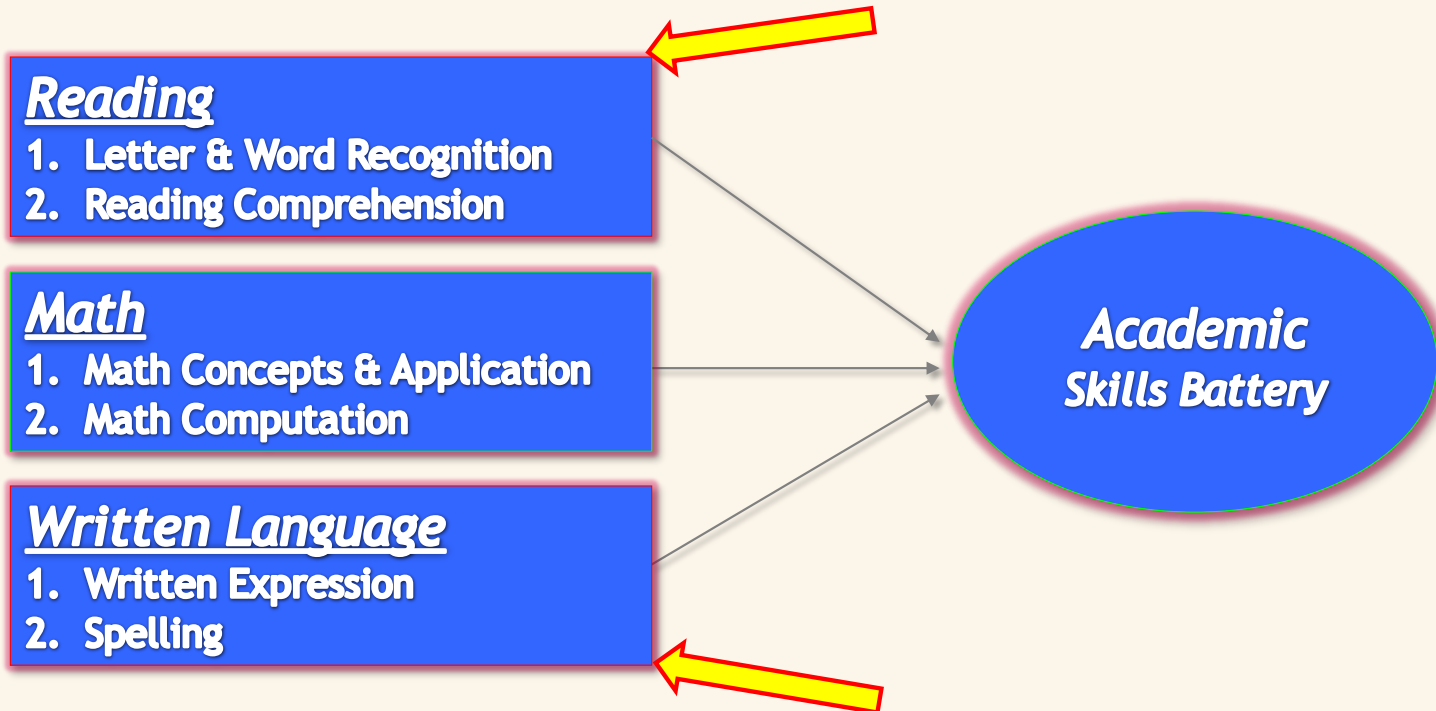 Reading
1. Letter & Word Recognition
2. Reading Comprehension
Math
1. Math Concepts & Application
2. Math Computation
Written Language
1. Written Expression
2. Spelling
Academic
Skills Battery